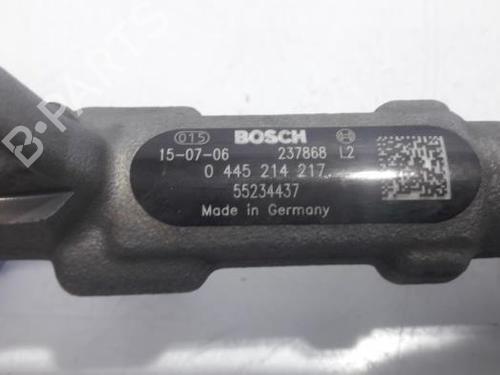 B-PARTS
015 BOSCH
15-07-06 237868 L2
0 445 214 217
55234437
Made in Germany